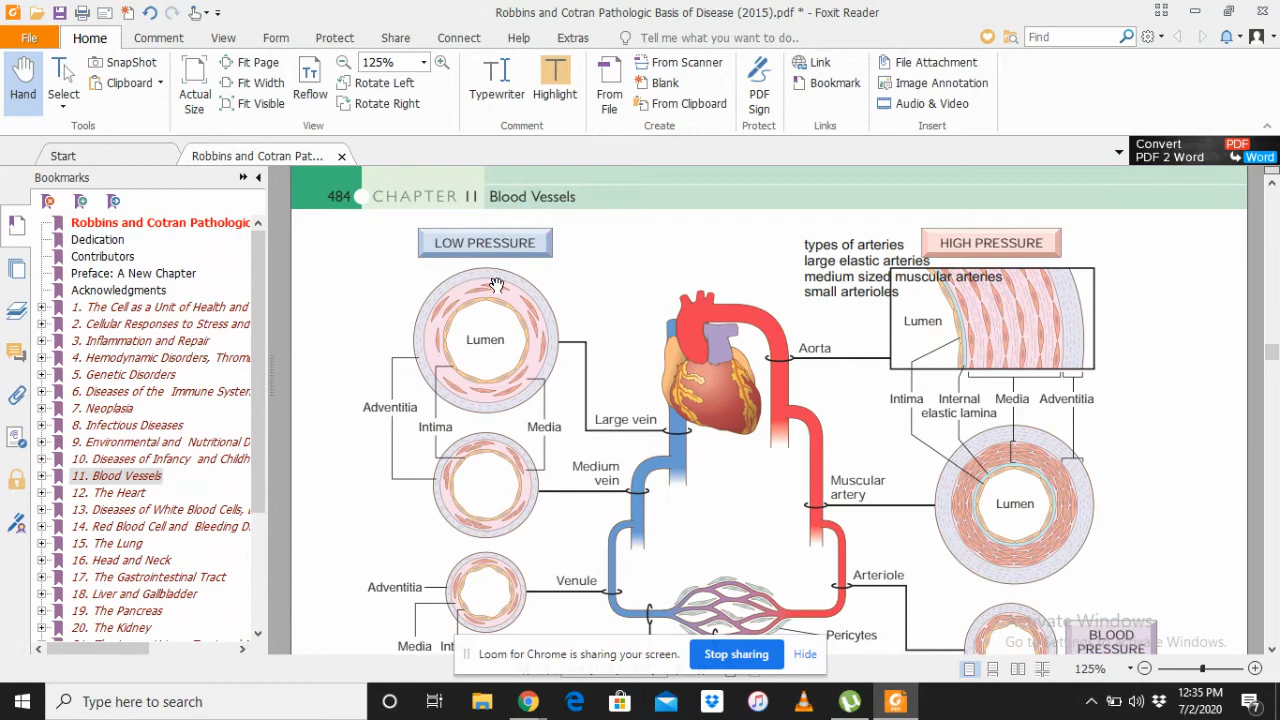 Robbins and Cotran Pathologic Basis of Disease (2015).pdf * - Foxit Reader
File Home Comment View Form Protect Share Connect Help Extras Tell me what you want to do.. Find
Hand
Select
SnapShot
Clipboard
Tools
Actual Size
Fit Page
Fit Width
Fit Visible
Reflow
125%
Rotate Left
Rotate Right
View
Typewriter
Highlight
Comment
From File
From Scanner
Blank
From Clipboard
Create
PDF Sign
Protect
Link
Bookmark
Links
File Attachment
Image Annotation
Audio & Video
Insert
Start
Robbins and Cotran Pat...
Convert PDF
PDF 2 Word Word
Bookmarks
Robbins and Cotran Pathologic
Dedication
Contributors
Preface: A New Chapter
Acknowledgments
1. The Cell as a Unit of Health and
2. Cellular Responses to Stress and
3. Inflammation and Repair
4. Hemodynamic Disorders, Thromb
5. Genetic Disorders
6. Diseases of the Immune System
7. Neoplasia
8. Infectious Diseases
9. Environmental and Nutritional D
10. Diseases of Infancy and Childh
11. Blood Vessels
12. The Heart
13. Diseases of White Blood Cells,
14. Red Blood Cell and Bleeding D
15. The Lung
16. Head and Neck
17. The Gastrointestinal Tract
18. Liver and Gallbladder
19. The Pancreas
20. The Kidney
484 CHAPTER 11 Blood Vessels
LOW PRESSURE
types of arteries
large elastic arteries
medium sized muscular arteries
small arterioles
HIGH PRESSURE
Lumen
Lumen
Aorta
Adventitia
Intima
Media
Large vein
Intima
Internal elastic lamina
Media
Adventitia
Medium vein
Muscular artery
Lumen
Adventitia
Venule
Arteriole
Media
Pericytes
BLOOD PRESSURE
Activate Windows
Loom for Chrome is sharing your screen.
Stop sharing
Hide
125%
Type here to search
12:35 PM
7/2/2020
7